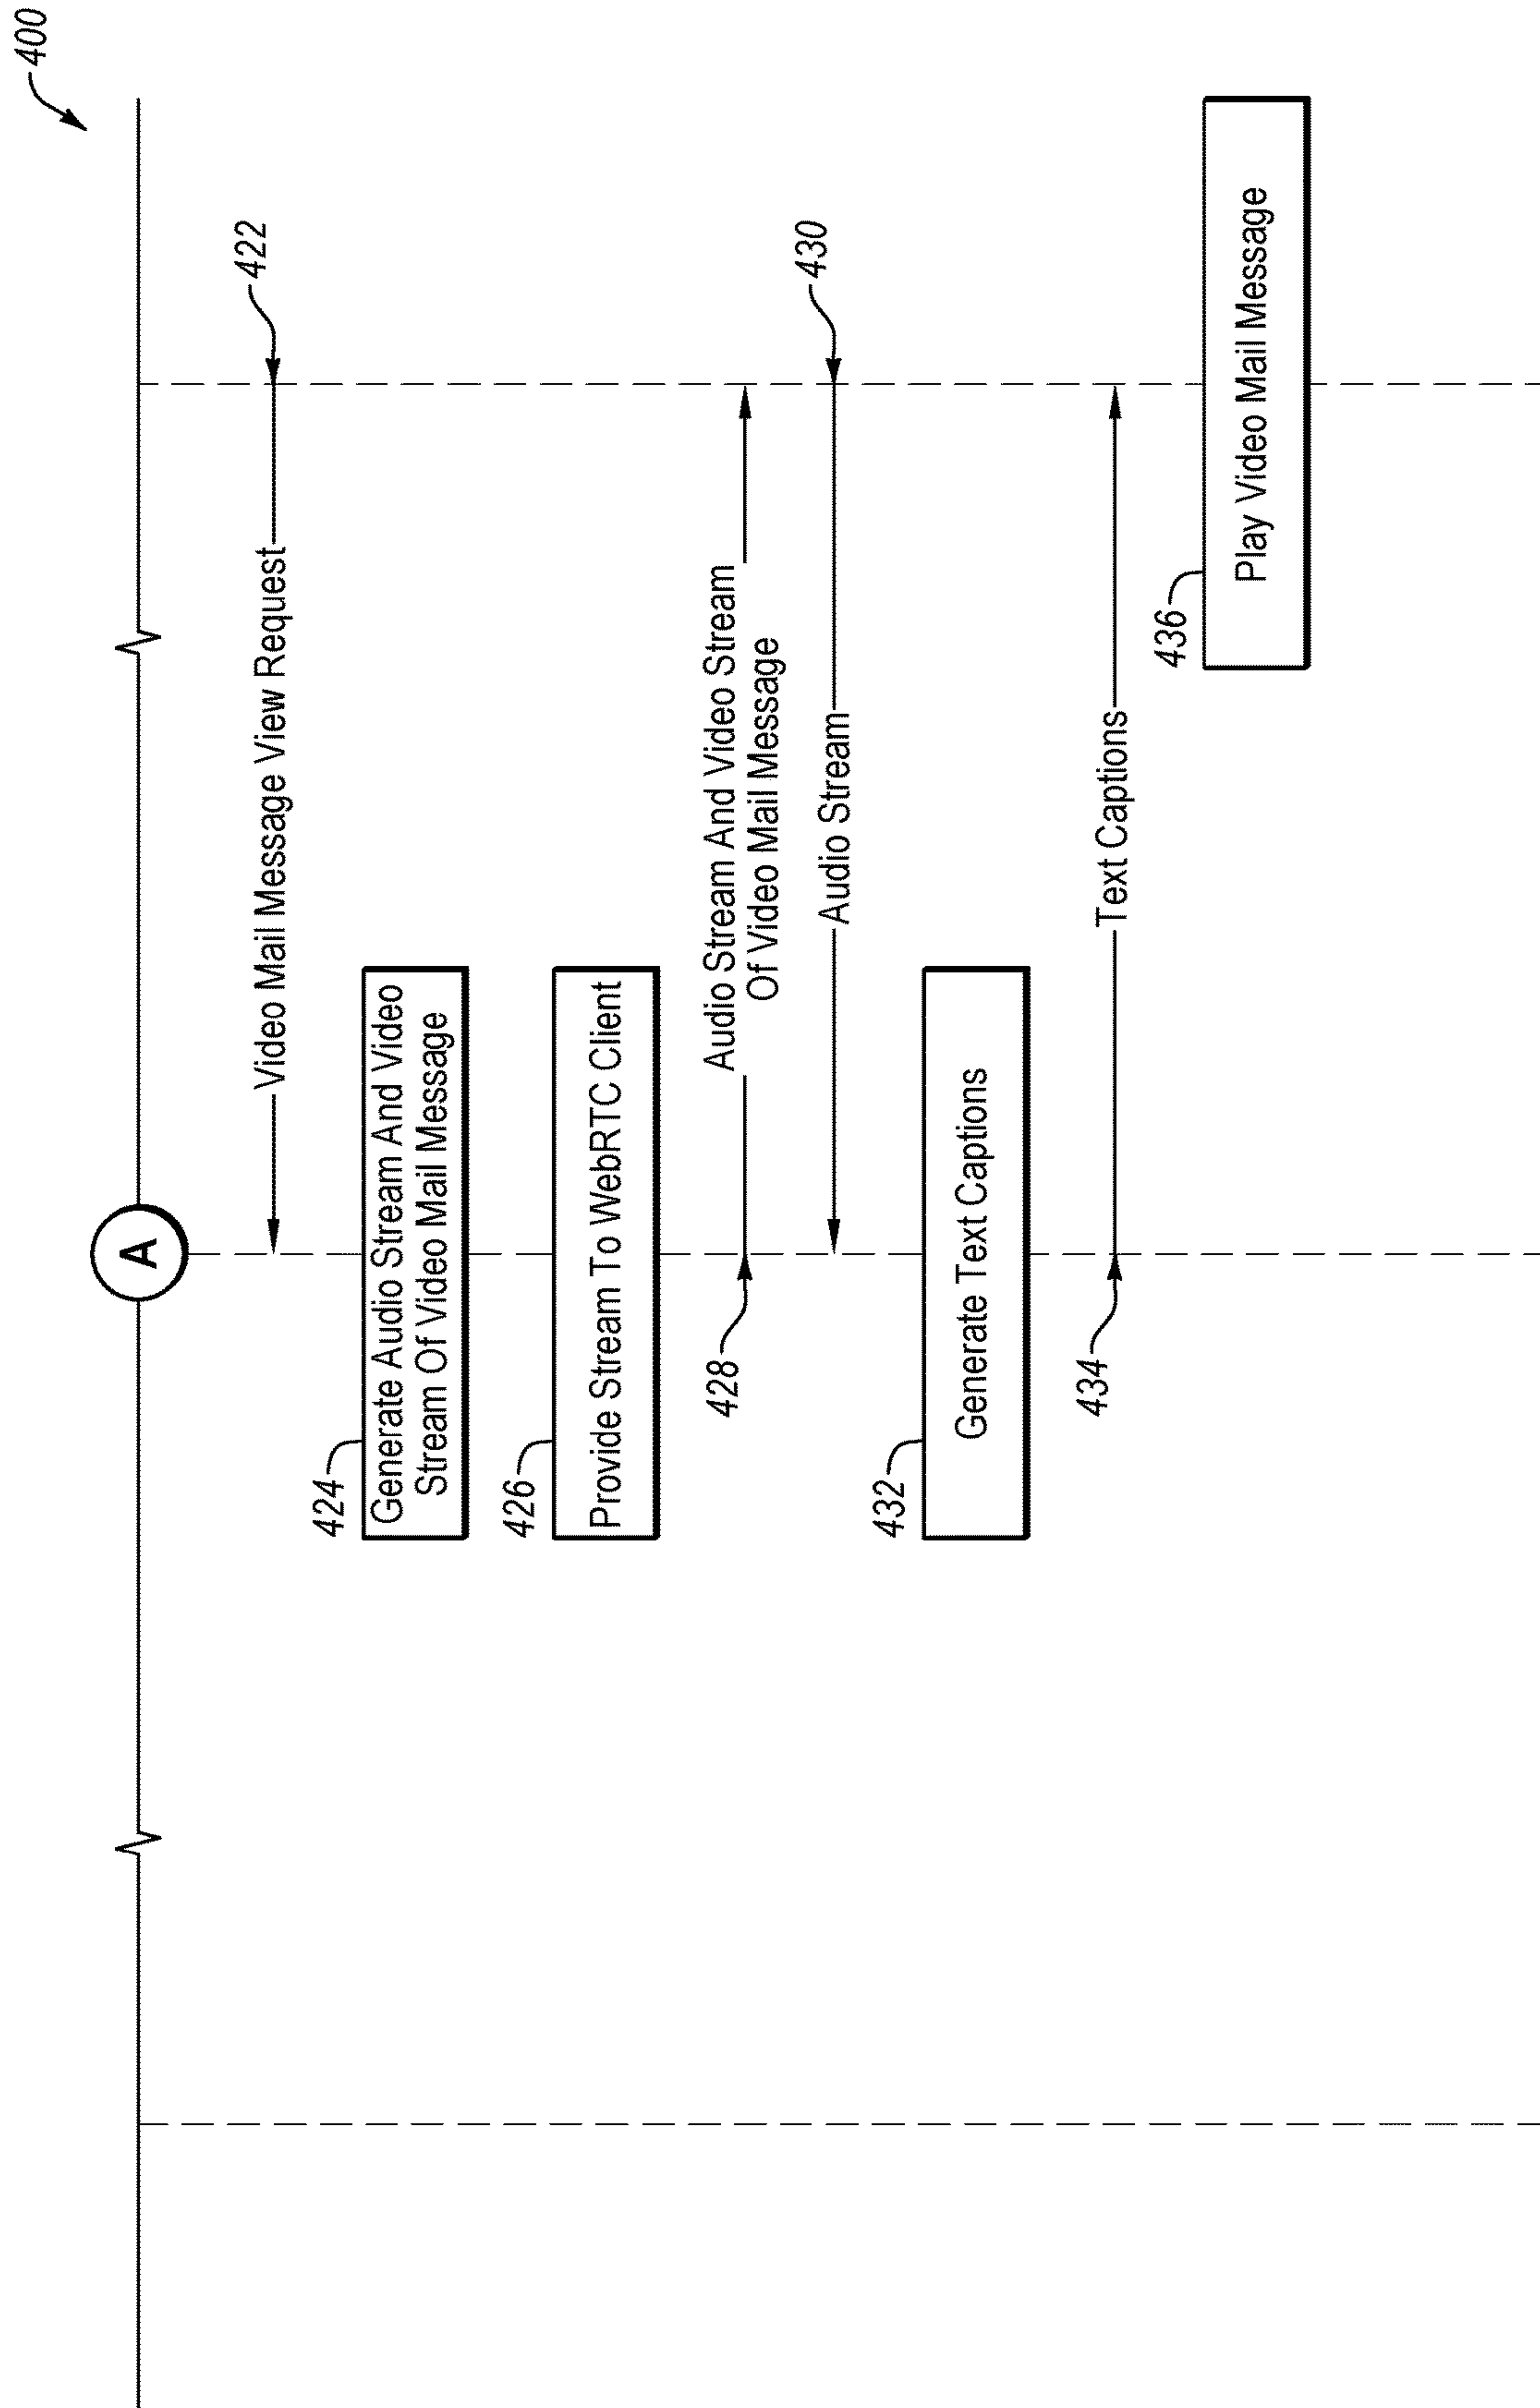 400
A
422
Video Mail Message View Request
424
Generate Audio Stream And Video
Stream Of Video Mail Message
426
Provide Stream To WebRTC Client
428
Audio Stream And Video Stream
Of Video Mail Message
430
Audio Stream
432
Generate Text Captions
434
Text Captions
436
Play Video Mail Message